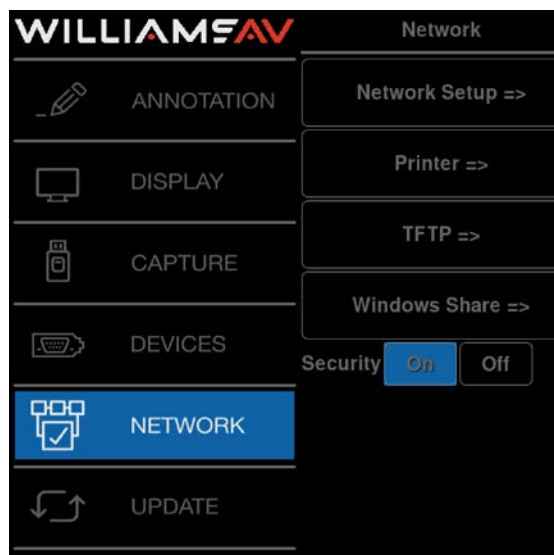 WILLIAMSAV
ANNOTATION
DISPLAY
CAPTURE
DEVICES
NETWORK
UPDATE
Network
Network Setup =>
Printer =>
TFTP =>
Windows Share =>
Security On Off